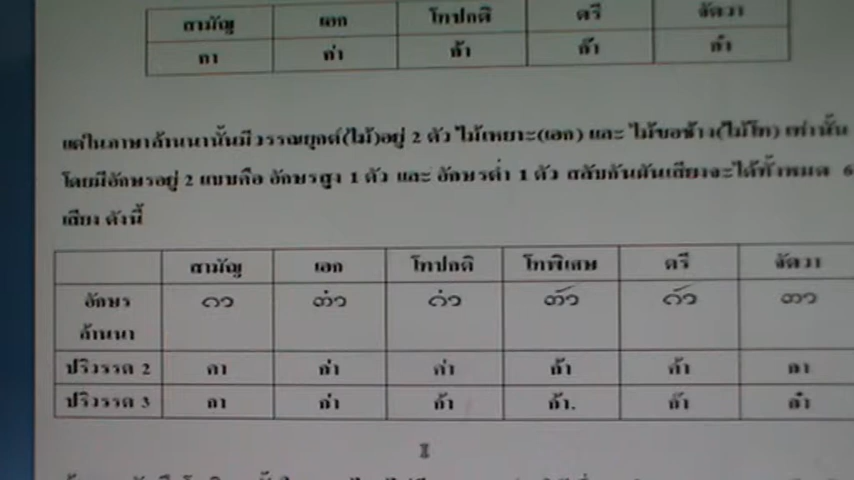 สามัญ เอก โทปกติ ตรี จัตวา
กา ก่า ก้า ก๊า ก๋า
แต่ในภาษาล้านนานั้นมีวรรณยุกต์(ไม้)อยู่ 2 ตัว ไม้เหยาะ(เอก) และ ไม้ขอช้าง(ไม้โท) เท่านั้น
โดยมีอักษรอยู่ 2 แบบคือ อักษรสูง 1 ตัว และ อักษรต่ำ 1 ตัว สลับกันผันเสียงจะได้ทั้งหมด 6
เสียง ดังนี้
สามัญ เอก โทปกติ โทพิเศษ ตรี จัตวา
อักษร
ล้านนา
ปริวรรต 2 คา ก่า ค่า ก้า ค้า กา
ปริวรรต 3 กา ก่า ก้า ก้า. ก๊า ก๋า